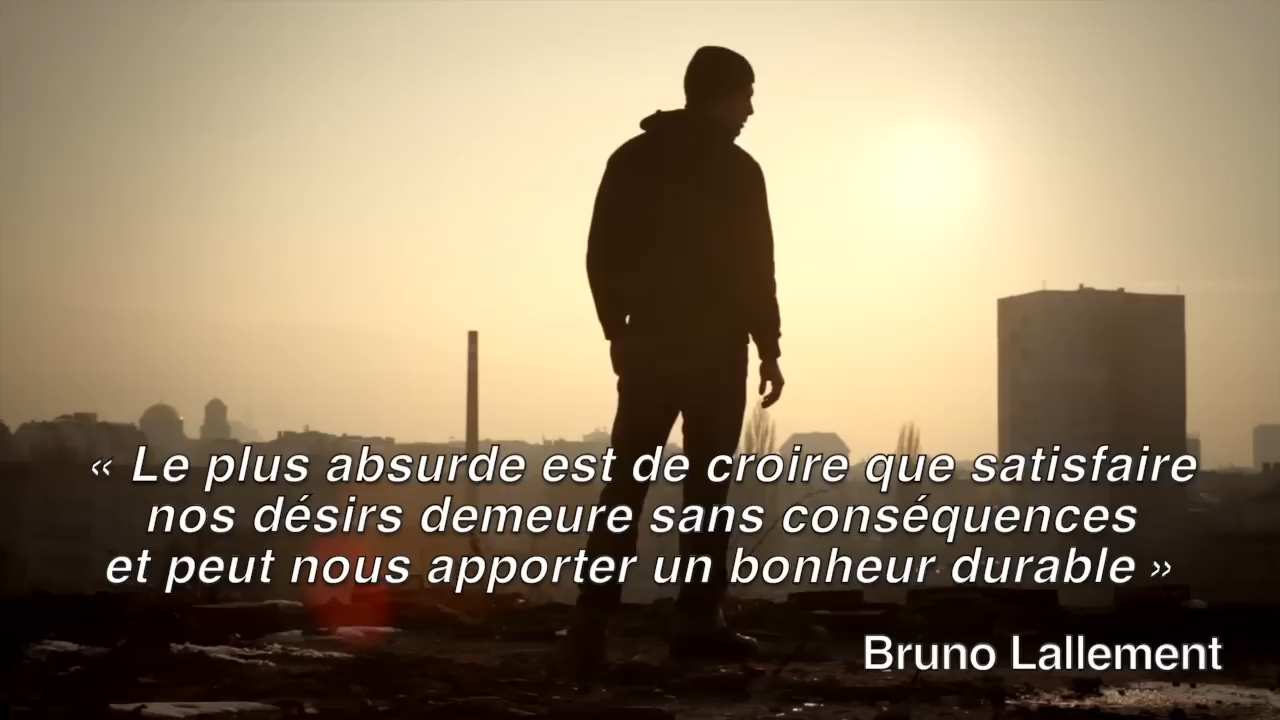 « Le plus absurde est de croire que satisfaire
nos désirs demeure sans conséquences
et peut nous apporter un bonheur durable »
Bruno Lallement